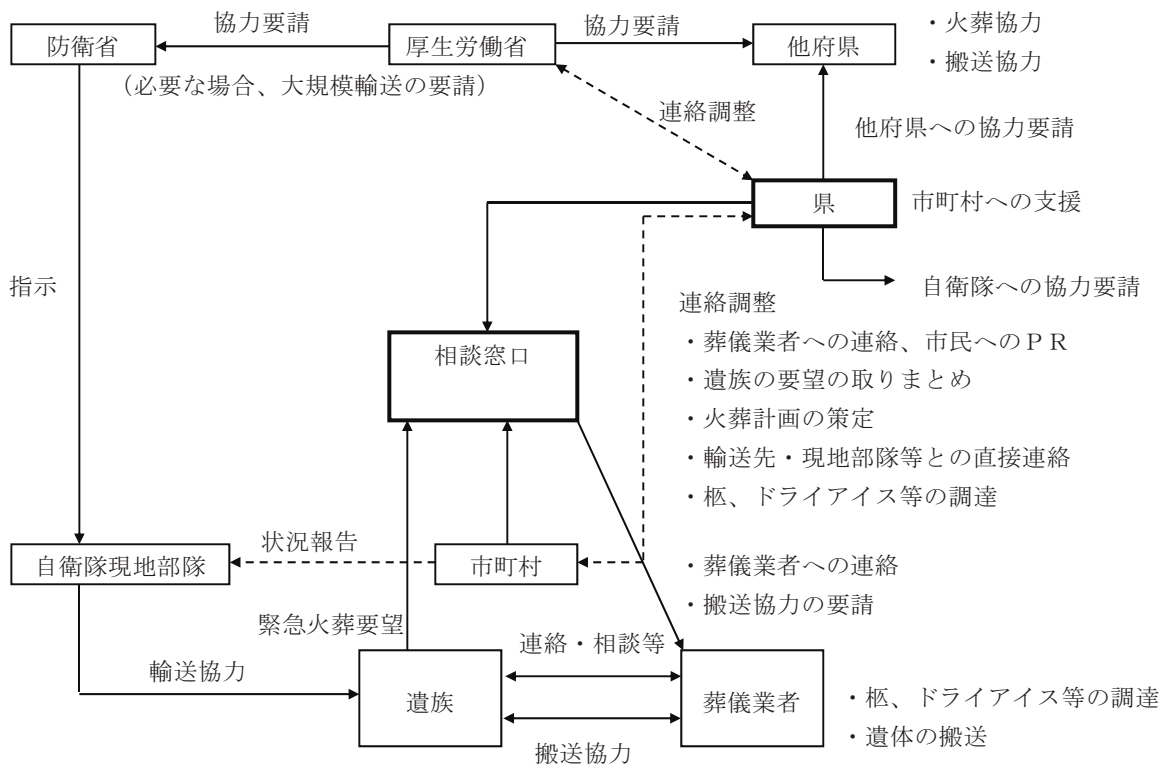 協力要請
協力要請
・火葬協力
防衛省
厚生労働省
他府県
・搬送協力
（必要な場合、大規模輸送の要請）
連絡調整
他府県への協力要請
県
市町村への支援
指示
自衛隊への協力要請
連絡調整
相談窓口
・葬儀業者への連絡、市民へのＰＲ
・遺族の要望の取りまとめ
・火葬計画の策定
・輸送先・現地部隊等との直接連絡
・柩、ドライアイス等の調達
状況報告
自衛隊現地部隊
市町村
・葬儀業者への連絡
・搬送協力の要請
緊急火葬要望
連絡・相談等
輸送協力
遺族
葬儀業者
・柩、ドライアイス等の調達
・遺体の搬送
搬送協力